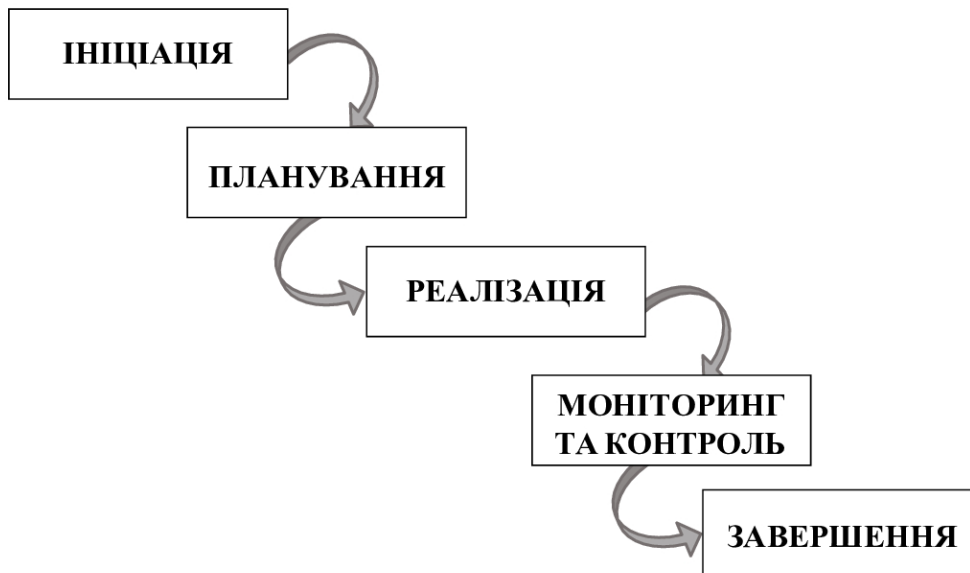 ІНІЦІАЦІЯ
ПЛАНУВАННЯ
РЕАЛІЗАЦІЯ
МОНІТОРИНГ
ТА КОНТРОЛЬ
ЗАВЕРШЕННЯ